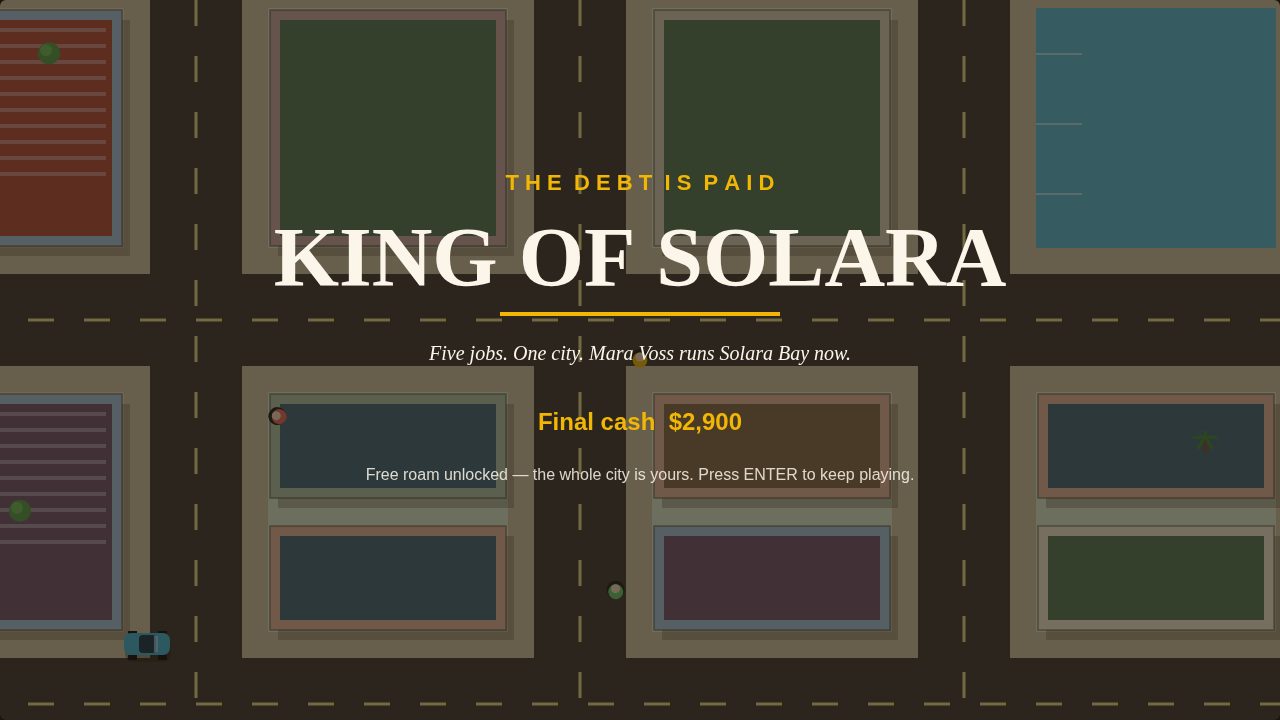 THE DEBT IS PAID
KING OF SOLARA
Five jobs. One city. Mara Voss runs Solara Bay now.
Final cash $2,900
Free roam unlocked — the whole city is yours. Press ENTER to keep playing.